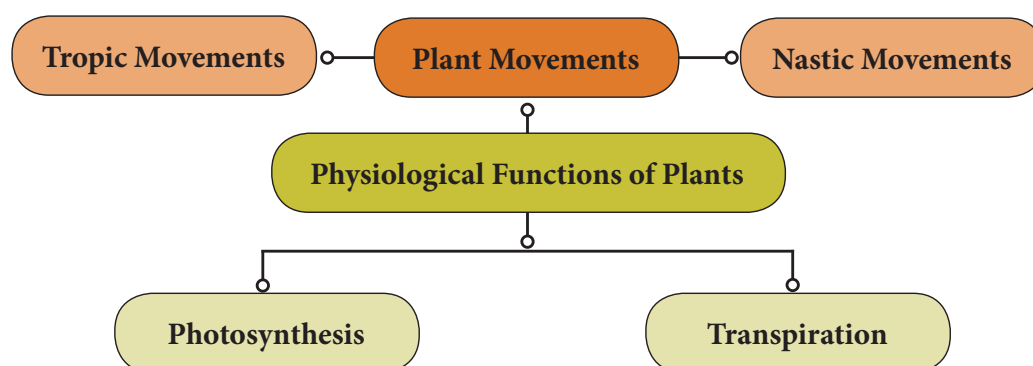 Tropic Movements
Plant Movements
Nastic Movements
Physiological Functions of Plants
Photosynthesis
Transpiration